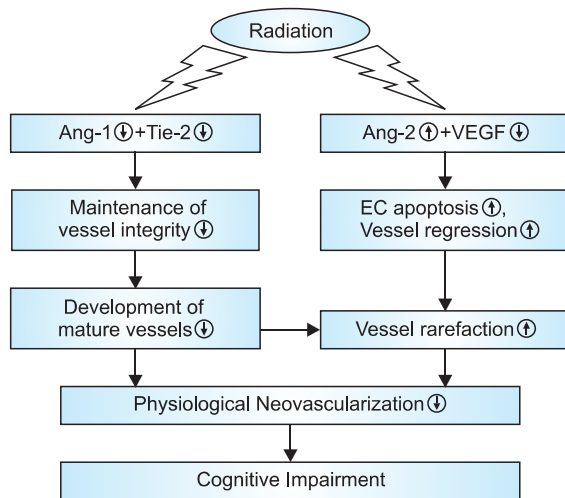 Radiation
Ang-1↓+Tie-2↓
Ang-2↑+VEGF↓
Maintenance of
vessel integrity↓
EC apoptosis↑,
Vessel regression↑
Development of
mature vessels↓
Vessel rarefaction↑
Physiological Neovascularization↓
Cognitive Impairment